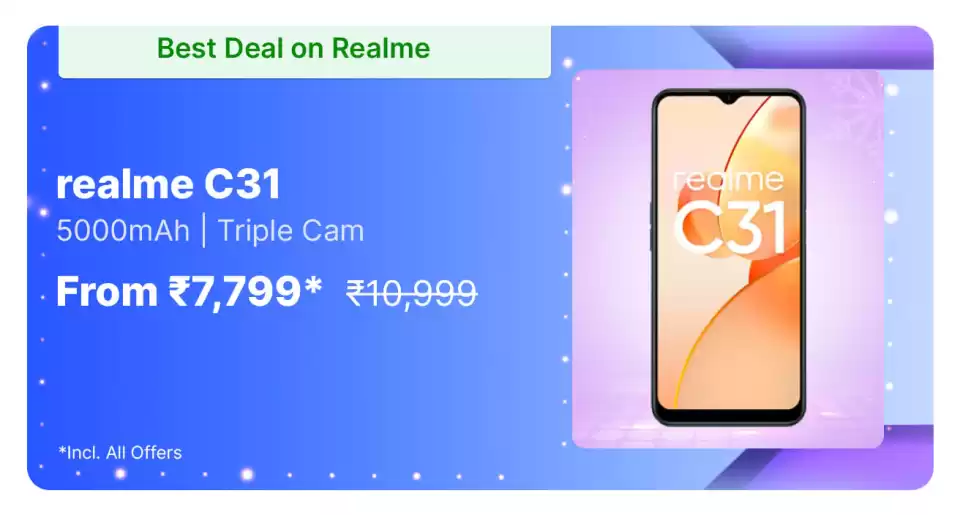 Best Deal on Realme
realme C31
5000mAh | Triple Cam
From ₹7,799* ₹10,999
*Incl. All Offers
realme
C31